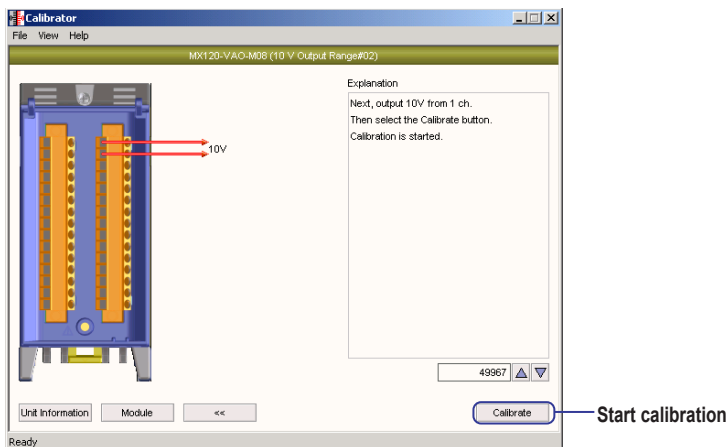 Calibrator
File View Help
MX120-VAO-M08 (10 V Output Range#02)
Explanation
Next, output 10V from 1 ch.
Then select the Calibrate button.
Calibration is started.
10V
49967
Unit Information Module << Calibrate
Start calibration
Ready